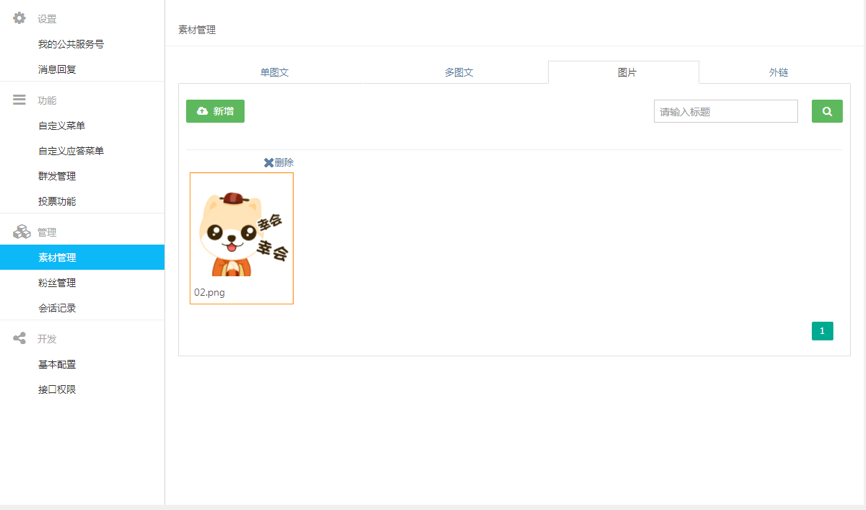 设置
我的公共服务号
消息回复
功能
自定义菜单
自定义应答菜单
群发管理
投票功能
管理
素材管理
粉丝管理
会话记录
开发
基本配置
接口权限
素材管理
单图文
多图文
图片
外链
新增
请输入标题
删除
幸会
幸会
02.png
1